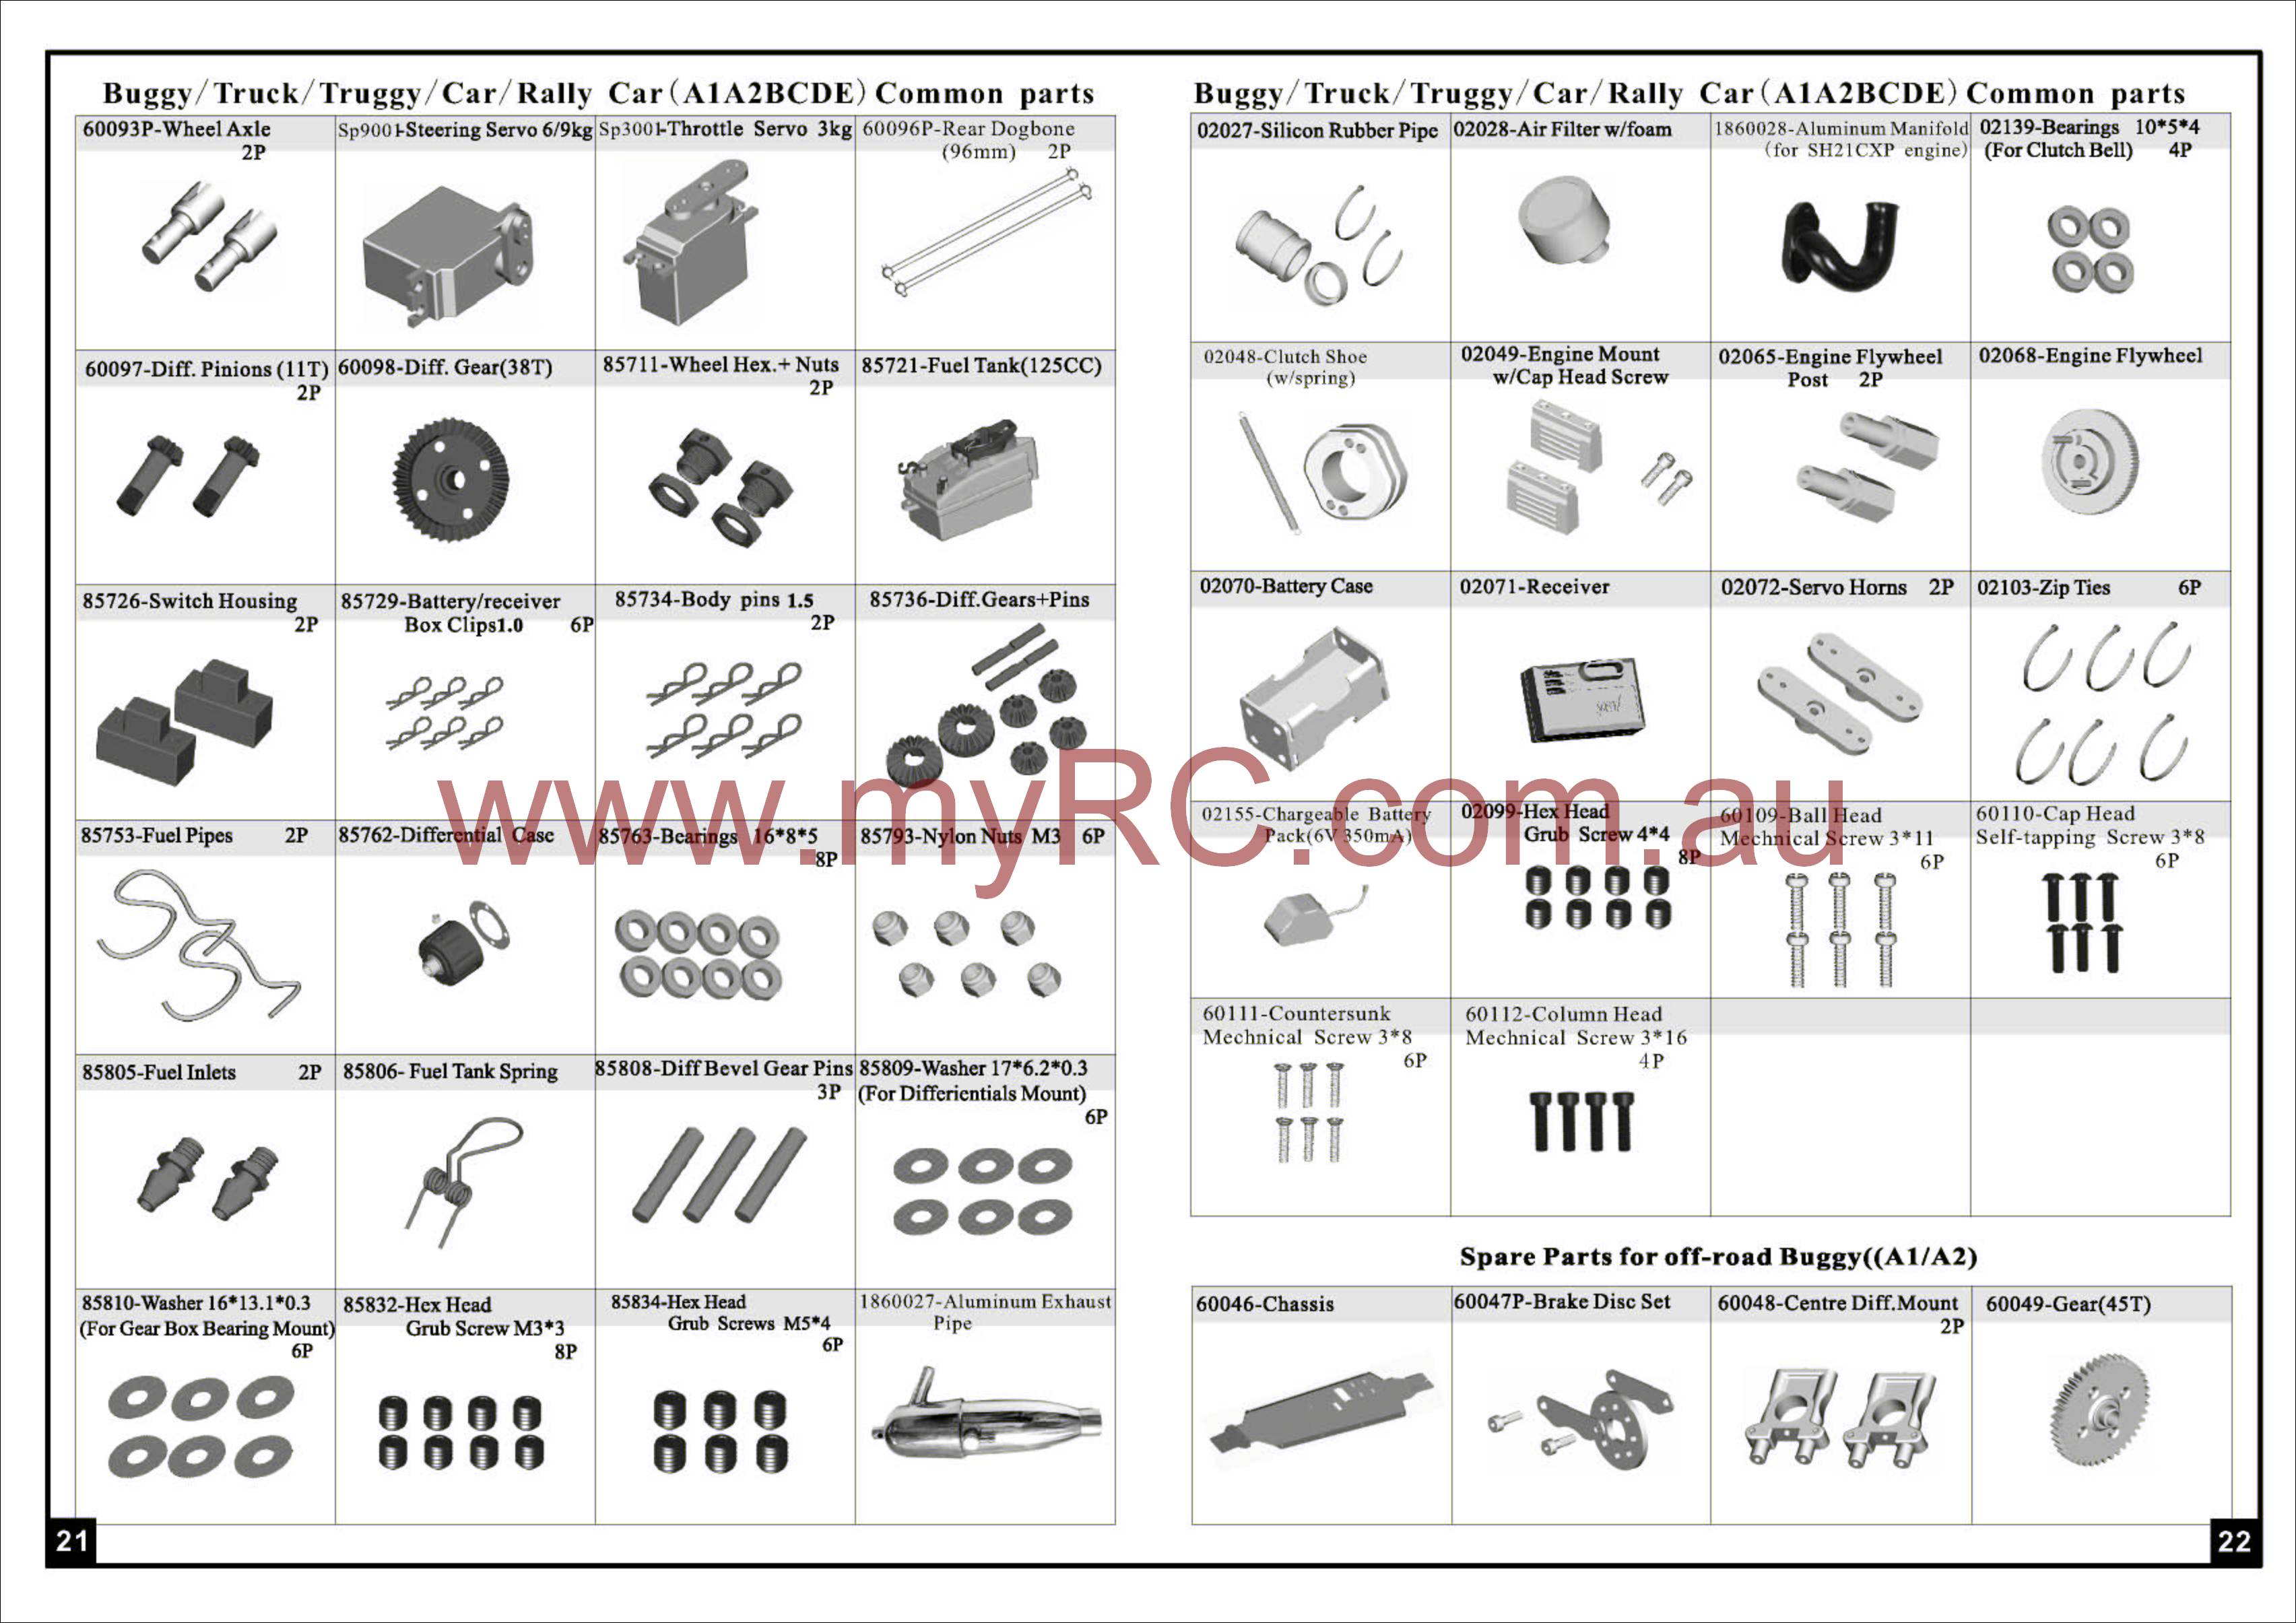 Buggy/Truck/Truggy/Car/Rally Car(A1A2BCDE)Common parts
60093P-Wheel Axle
2P
Sp9001-Steering Servo 6/9kg
Sp3001-Throttle Servo 3kg
60096P-Rear Dogbone
(96mm) 2P
60097-Diff. Pinions (11T)
2P
60098-Diff. Gear(38T)
85711-Wheel Hex.+ Nuts
2P
85721-Fuel Tank(125CC)
85726-Switch Housing
2P
85729-Battery/receiver
Box Clips1.0 6P
85734-Body pins 1.5
2P
85736-Diff.Gears+Pins
85753-Fuel Pipes 2P
85762-Differential Case
85763-Bearings 16*8*5
8P
85793-Nylon Nuts M3 6P
85805-Fuel Inlets 2P
85806- Fuel Tank Spring
85808-Diff Bevel Gear Pins
3P
85809-Washer 17*6.2*0.3
(For Differientials Mount)
6P
85810-Washer 16*13.1*0.3
(For Gear Box Bearing Mount)
6P
85832-Hex Head
Grub Screw M3*3
8P
85834-Hex Head
Grub Screws M5*4
6P
1860027-Aluminum Exhaust
Pipe
21
Buggy/Truck/Truggy/Car/Rally Car(A1A2BCDE)Common parts
02027-Silicon Rubber Pipe
02028-Air Filter w/foam
1860028-Aluminum Manifold
(for SH21CXP engine)
02139-Bearings 10*5*4
(For Clutch Bell) 4P
02048-Clutch Shoe
(w/spring)
02049-Engine Mount
w/Cap Head Screw
02065-Engine Flywheel
Post 2P
02068-Engine Flywheel
02070-Battery Case
02071-Receiver
02072-Servo Horns 2P
02103-Zip Ties 6P
02155-Chargeable Battery
Pack(6V 350mA)
02099-Hex Head
Grub Screw 4*4
8P
60109-Ball Head
Mechnical Screw 3*11
6P
60110-Cap Head
Self-tapping Screw 3*8
6P
60111-Countersunk
Mechnical Screw 3*8
6P
60112-Column Head
Mechnical Screw 3*16
4P
Spare Parts for off-road Buggy((A1/A2)
60046-Chassis
60047P-Brake Disc Set
60048-Centre Diff.Mount
2P
60049-Gear(45T)
22
www.myRC.com.au